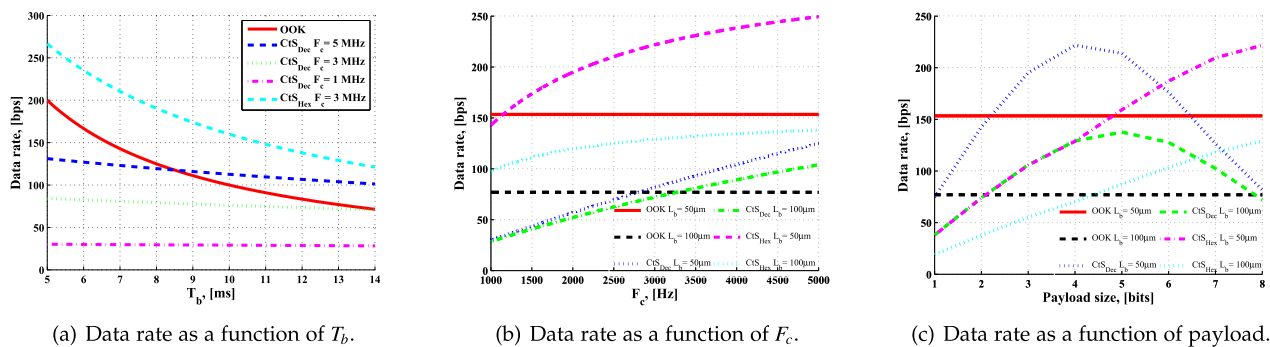 300
250
200
150
100
50
0
Data rate, [bps]
5 6 7 8 9 10 11 12 13 14
T_b, [ms]
OOK
CtS_Dec F_c = 5 MHz
CtS_Dec F_c = 3 MHz
CtS_Dec F_c = 1 MHz
CtS_Hex F_c = 3 MHz
(a) Data rate as a function of T_b.
250
200
150
100
50
0
Data rate, [bps]
1000 1500 2000 2500 3000 3500 4000 4500 5000
F_c, [Hz]
OOK L_b = 50μm
OOK L_b = 100μm
CtS_Dec L_b = 50μm
CtS_Dec L_b = 100μm
CtS_Hex L_b = 50μm
CtS_Hex L_b = 100μm
(b) Data rate as a function of F_c.
250
200
150
100
50
0
Data rate, [bps]
1 2 3 4 5 6 7 8
Payload size, [bits]
OOK L_b = 50μm
OOK L_b = 100μm
CtS_Dec L_b = 50μm
CtS_Dec L_b = 100μm
CtS_Hex L_b = 50μm
CtS_Hex L_b = 100μm
(c) Data rate as a function of payload.